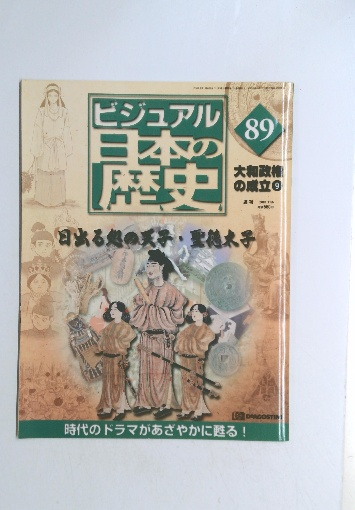 ビジュアル
日本の
歴史
89
大和政権
の成立⑨
日出る処の天子・聖徳太子
DeAGOSTINI
時代のドラマがあざやかに甦る!